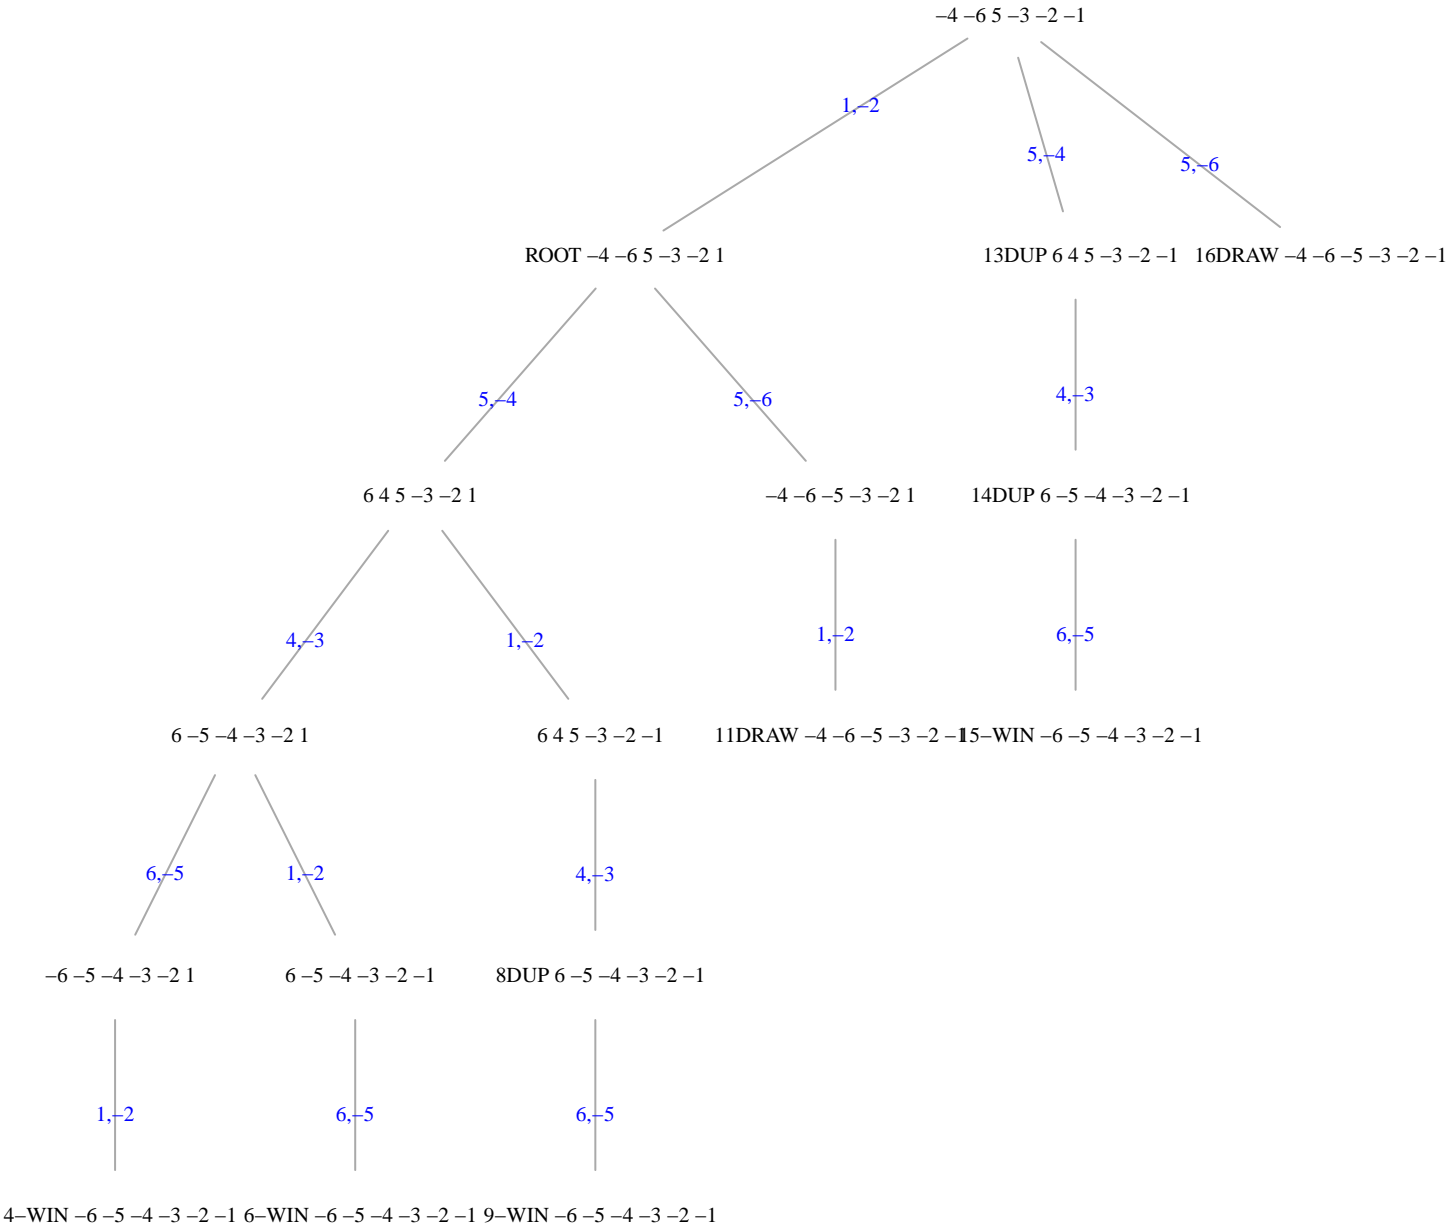 –4 –6 5 –3 –2 –1
1,–2
5,–4
5,–6
ROOT –4 –6 5 –3 –2 1
13DUP 6 4 5 –3 –2 –1
16DRAW –4 –6 –5 –3 –2 –1
5,–4
5,–6
4,–3
6 4 5 –3 –2 1
–4 –6 –5 –3 –2 1
14DUP 6 –5 –4 –3 –2 –1
4,–3
1,–2
1,–2
6,–5
6 –5 –4 –3 –2 1
6 4 5 –3 –2 –1
11DRAW –4 –6 –5 –3 –2 –1
15–WIN –6 –5 –4 –3 –2 –1
6,–5
1,–2
4,–3
–6 –5 –4 –3 –2 1
6 –5 –4 –3 –2 –1
8DUP 6 –5 –4 –3 –2 –1
1,–2
6,–5
6,–5
4–WIN –6 –5 –4 –3 –2 –1
6–WIN –6 –5 –4 –3 –2 –1
9–WIN –6 –5 –4 –3 –2 –1